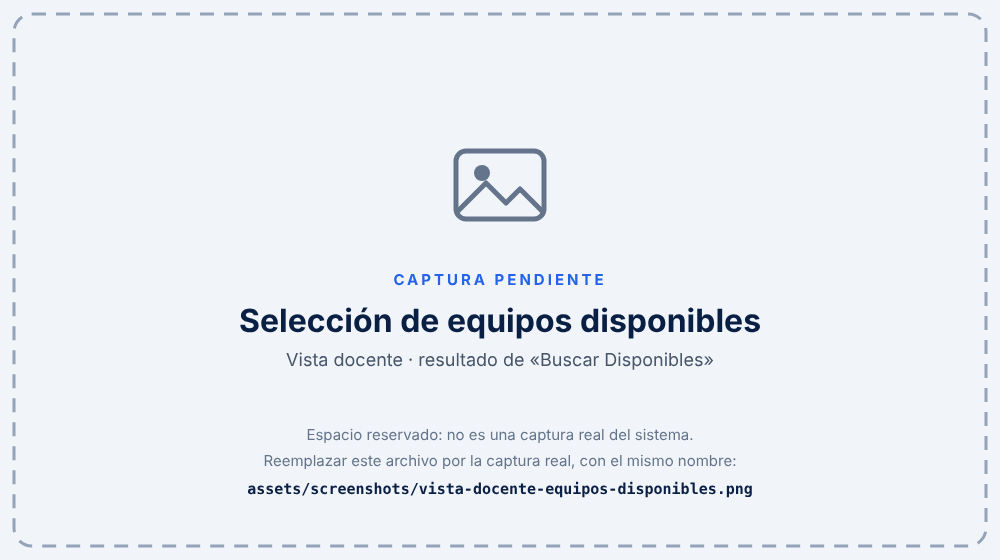 CAPTURA PENDIENTE
Selección de equipos disponibles
Vista docente · resultado de «Buscar Disponibles»
Espacio reservado: no es una captura real del sistema.
Reemplazar este archivo por la captura real, con el mismo nombre:
assets/screenshots/vista-docente-equipos-disponibles.png